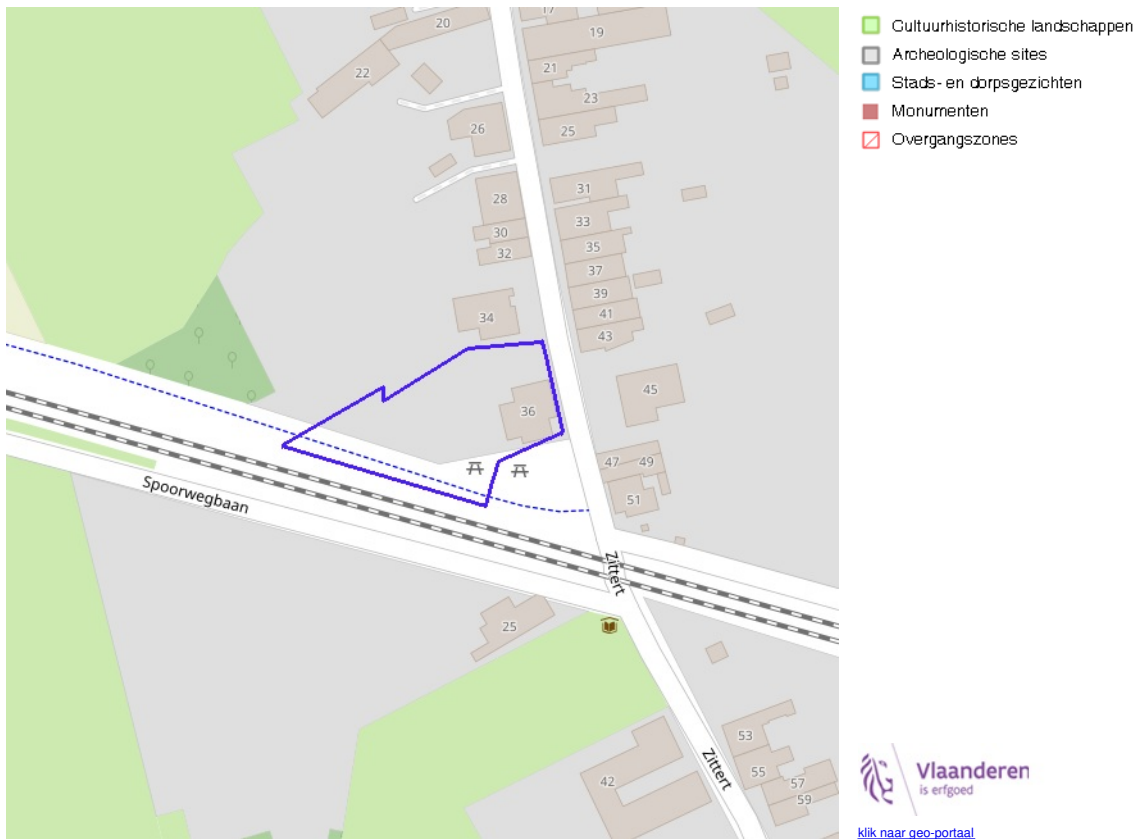 20
17
19
22
21
23
26
25
28
31
30
33
32
35
37
39
34
41
43
36
45
47
49
51
Spoorwegbaan
Zittert
25
42
Zittert
53
55
57
59
Cultuurhistorische landschappen
Archeologische sites
Stads- en dorpsgezichten
Monumenten
Overgangszones
Vlaanderen
is erfgoed
klik naar geo-portaal